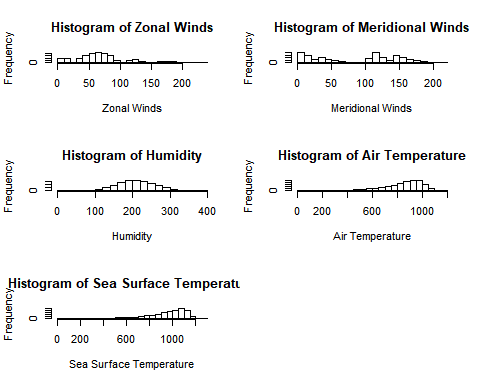 Histogram of Zonal Winds
Frequency
0
0 50 100 150 200
Zonal Winds
Histogram of Meridional Winds
Frequency
0
0 50 100 150 200
Meridional Winds
Histogram of Humidity
Frequency
0
0 100 200 300 400
Humidity
Histogram of Air Temperature
Frequency
0
0 200 600 1000
Air Temperature
Histogram of Sea Surface Temperatu
Frequency
0
0 200 600 1000
Sea Surface Temperature